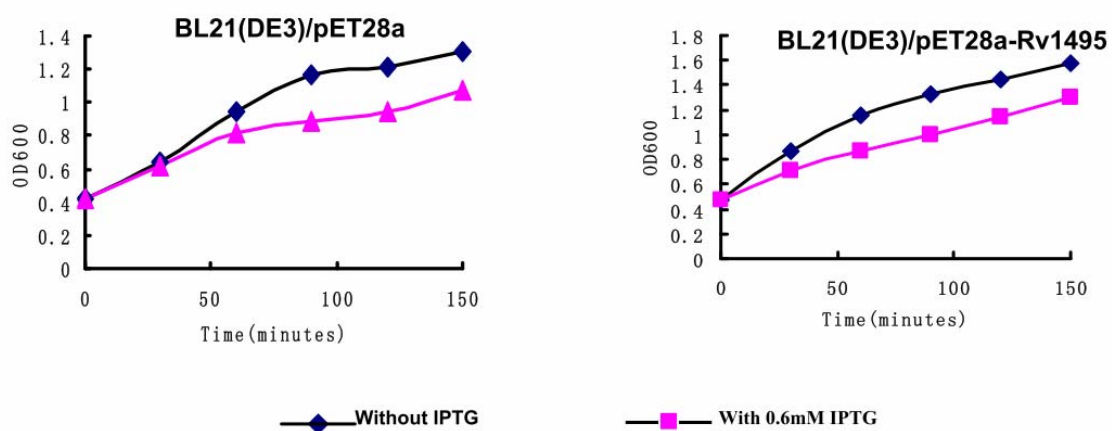 BL21(DE3)/pET28a
1.4
1.2
1
0.8
0.6
0.4
0.2
0
OD600
0 50 100 150
Time(minutes)
BL21(DE3)/pET28a-Rv1495
1.8
1.6
1.4
1.2
1
0.8
0.6
0.4
0.2
0
OD600
0 50 100 150
Time(minutes)
Without IPTG
With 0.6mM IPTG